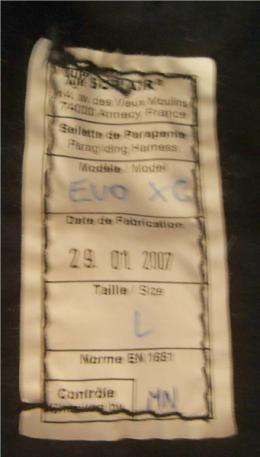 AIR SUP'AIR®
av. des Vieux Moulins
74000 Annecy, France
Sellette de Parapente
Paragliding Harness
Modèle / Model
EVO XC
Date de Fabrication
29. 01. 2007
Taille / Size
L
Norme EN 1651
Contrôle
MN